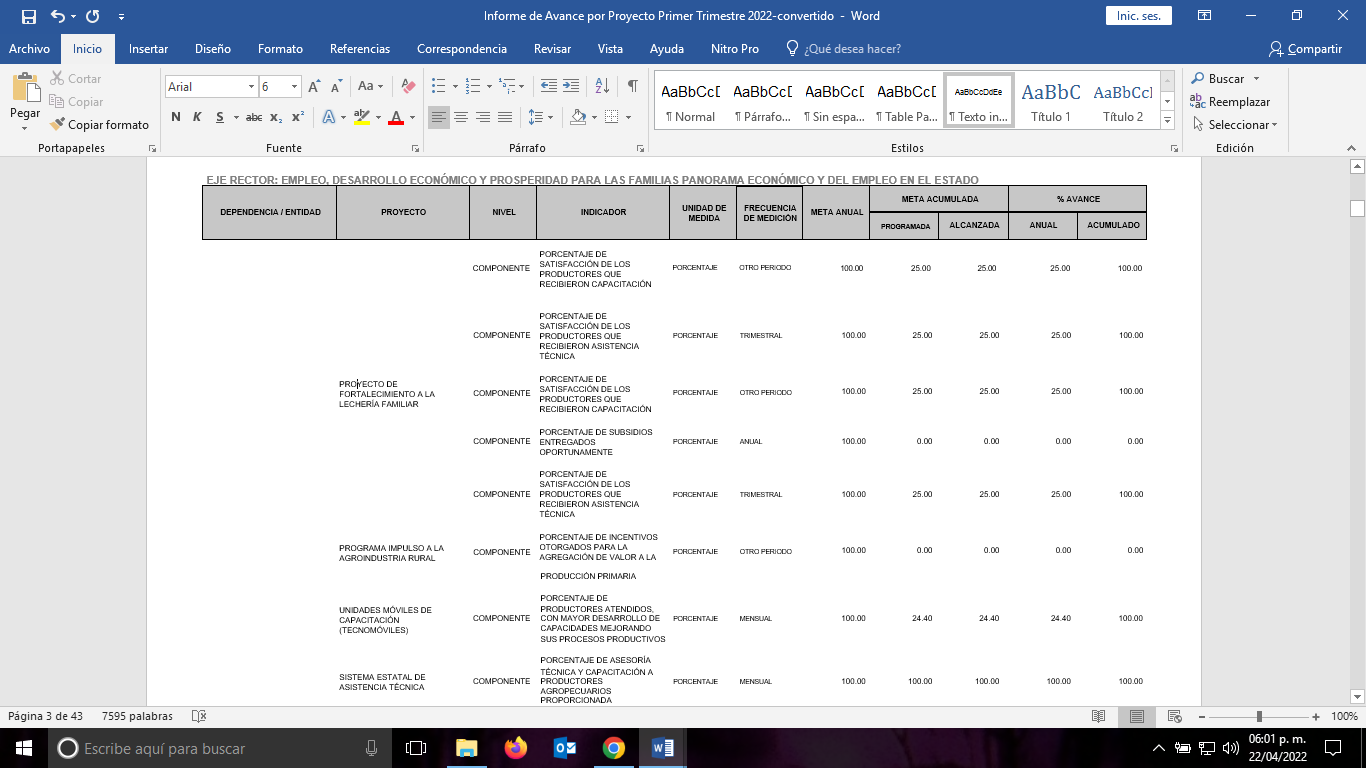 Informe de Avance por Proyecto Primer Trimestre 2022-convertido - Word
Inic. ses.
Archivo Inicio Insertar Diseño Formato Referencias Correspondencia Revisar Vista Ayuda Nitro Pro ¿Qué desea hacer? Compartir
Pegar
Cortar
Copiar
Copiar formato
Portapapeles
Arial 6
N K S abc x₂ x²
Fuente
Párrafo
AaBbCcD AaBbCcD AaBbCcD AaBbCcD AaBbCcDdEe AaBbC AaBbCcI
¶ Normal ¶ Párrafo... ¶ Sin espa... ¶ Table Pa... ¶ Texto in... Título 1 Título 2
Estilos
Buscar
Reemplazar
Seleccionar
Edición
EJE RECTOR: EMPLEO, DESARROLLO ECONÓMICO Y PROSPERIDAD PARA LAS FAMILIAS PANORAMA ECONÓMICO Y DEL EMPLEO EN EL ESTADO
DEPENDENCIA / ENTIDAD
PROYECTO
NIVEL
INDICADOR
UNIDAD DE
MEDIDA
FRECUENCIA
DE MEDICIÓN
META ANUAL
META ACUMULADA
PROGRAMADA ALCANZADA
% AVANCE
ANUAL ACUMULADO
COMPONENTE
PORCENTAJE DE
SATISFACCIÓN DE LOS
PRODUCTORES QUE
RECIBIERON CAPACITACIÓN
PORCENTAJE OTRO PERIODO 100.00 25.00 25.00 25.00 100.00
COMPONENTE
PORCENTAJE DE
SATISFACCIÓN DE LOS
PRODUCTORES QUE
RECIBIERON ASISTENCIA
TÉCNICA
PORCENTAJE TRIMESTRAL 100.00 25.00 25.00 25.00 100.00
PROYECTO DE
FORTALECIMIENTO A LA
LECHERÍA FAMILIAR
COMPONENTE
PORCENTAJE DE
SATISFACCIÓN DE LOS
PRODUCTORES QUE
RECIBIERON CAPACITACIÓN
PORCENTAJE OTRO PERIODO 100.00 25.00 25.00 25.00 100.00
COMPONENTE
PORCENTAJE DE SUBSIDIOS
ENTREGADOS
OPORTUNAMENTE
PORCENTAJE ANUAL 100.00 0.00 0.00 0.00 0.00
COMPONENTE
PORCENTAJE DE
SATISFACCIÓN DE LOS
PRODUCTORES QUE
RECIBIERON ASISTENCIA
TÉCNICA
PORCENTAJE TRIMESTRAL 100.00 25.00 25.00 25.00 100.00
PROGRAMA IMPULSO A LA
AGROINDUSTRIA RURAL
COMPONENTE
PORCENTAJE DE INCENTIVOS
OTORGADOS PARA LA
AGREGACIÓN DE VALOR A LA
PRODUCCIÓN PRIMARIA
PORCENTAJE OTRO PERIODO 100.00 0.00 0.00 0.00 0.00
UNIDADES MÓVILES DE
CAPACITACIÓN
(TECNOMÓVILES)
COMPONENTE
PORCENTAJE DE
PRODUCTORES ATENDIDOS,
CON MAYOR DESARROLLO DE
CAPACIDADES MEJORANDO
SUS PROCESOS PRODUCTIVOS
PORCENTAJE MENSUAL 100.00 24.40 24.40 24.40 100.00
SISTEMA ESTATAL DE
ASISTENCIA TÉCNICA
COMPONENTE
PORCENTAJE DE ASESORÍA
TÉCNICA Y CAPACITACIÓN A
PRODUCTORES
AGROPECUARIOS
PROPORCIONADA
PORCENTAJE MENSUAL 100.00 100.00 100.00 100.00 100.00
Página 3 de 43 7595 palabras 100%
Escribe aquí para buscar
06:01 p. m.
22/04/2022